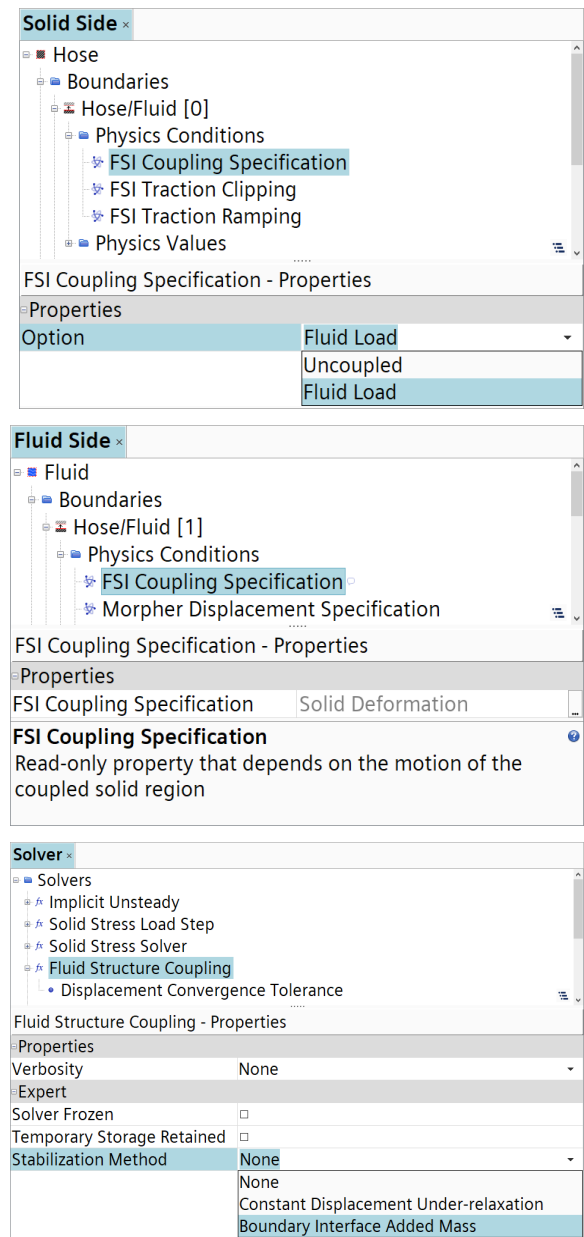 Solid Side
Hose
Boundaries
Hose/Fluid [0]
Physics Conditions
FSI Coupling Specification
FSI Traction Clipping
FSI Traction Ramping
Physics Values
FSI Coupling Specification - Properties
Properties
Option Fluid Load
Uncoupled
Fluid Load
Fluid Side
Fluid
Boundaries
Hose/Fluid [1]
Physics Conditions
FSI Coupling Specification
Morpher Displacement Specification
FSI Coupling Specification - Properties
Properties
FSI Coupling Specification Solid Deformation ...
FSI Coupling Specification
Read-only property that depends on the motion of the
coupled solid region
Solver
Solvers
Implicit Unsteady
Solid Stress Load Step
Solid Stress Solver
Fluid Structure Coupling
Displacement Convergence Tolerance
Fluid Structure Coupling - Properties
Properties
Verbosity None
Expert
Solver Frozen
Temporary Storage Retained
Stabilization Method None
None
Constant Displacement Under-relaxation
Boundary Interface Added Mass